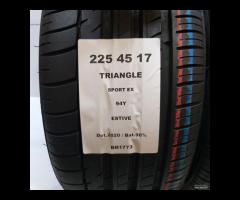 225 45 17
TRIANGLE
SPORT EX
94Y
ESTIVE
Dot.4520 / Bat.90%
BR1773